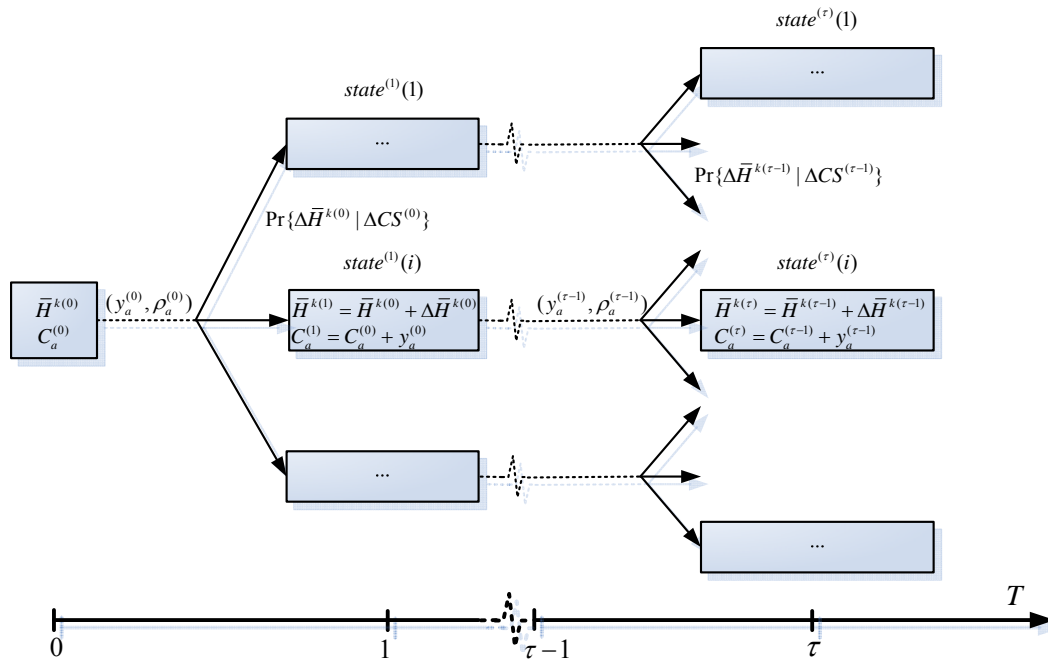 state^{(τ)}(1)
...
state^{(1)}(1)
...
Pr{ΔH̅^{k(τ−1)} | ΔCS^{(τ−1)}}
Pr{ΔH̅^{k(0)} | ΔCS^{(0)}}
state^{(1)}(i)
state^{(τ)}(i)
H̅^{k(0)}
C_a^{(0)}
(y_a^{(0)}, ρ_a^{(0)})
H̅^{k(1)} = H̅^{k(0)} + ΔH̅^{k(0)}
C_a^{(1)} = C_a^{(0)} + y_a^{(0)}
(y_a^{(τ−1)}, ρ_a^{(τ−1)})
H̅^{k(τ)} = H̅^{k(τ−1)} + ΔH̅^{k(τ−1)}
C_a^{(τ)} = C_a^{(τ−1)} + y_a^{(τ−1)}
...
...
T
0
1
τ−1
τ